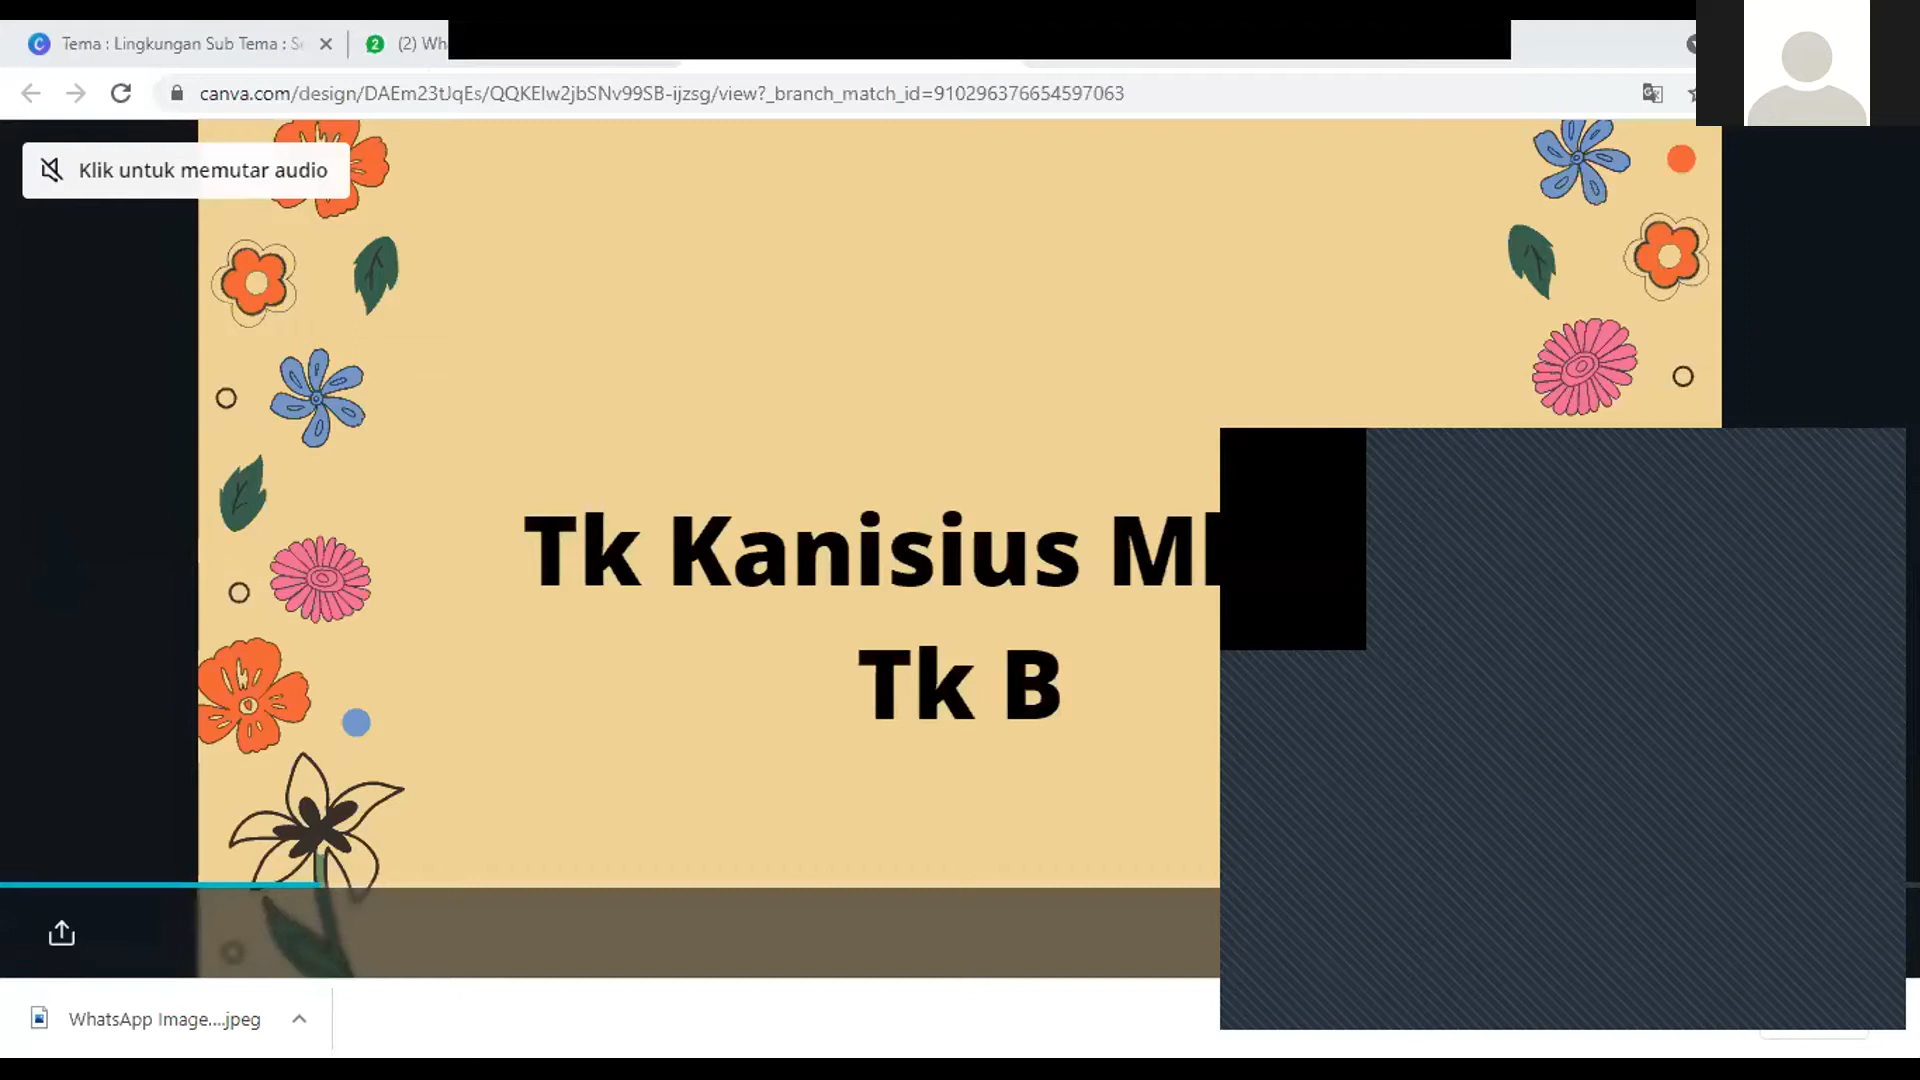 Tema : Lingkungan Sub Tema : S
(2) Wh
canva.com/design/DAEm23tJqEs/QQKElw2jbSNv99SB-ijzsg/view?_branch_match_id=910296376654597063
Klik untuk memutar audio
Tk Kanisius
Tk B
WhatsApp Image....jpeg